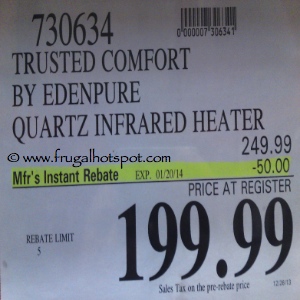 730634
0000007306341
TRUSTED COMFORT
BY EDENPURE
QUARTZ INFRARED HEATER
249.99
www.frugalhotspot.com
Mfr's Instant Rebate EXP. 01/20/14 -50.00
PRICE AT REGISTER
199.99
REBATE LIMIT
5
Sales Tax on the pre-rebate price
12/26/13